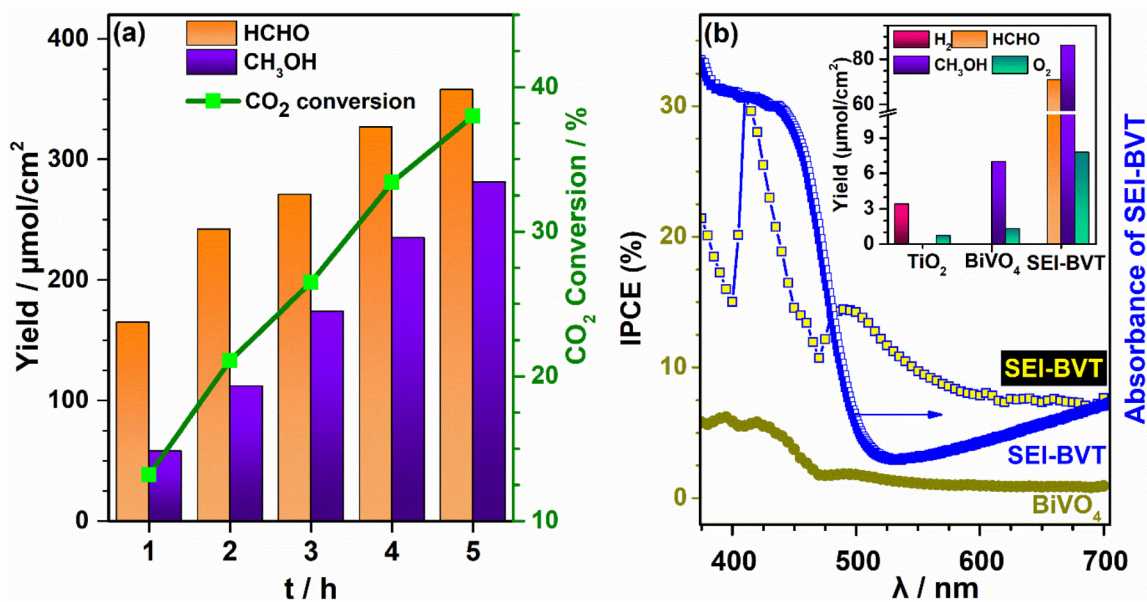 (a)
HCHO
CH₃OH
CO₂ conversion
Yield / μmol/cm²
400
300
200
100
0
CO₂ Conversion / %
40
30
20
10
1 2 3 4 5
t / h
(b)
IPCE (%)
30
20
10
0
400 500 600 700
λ / nm
Absorbance of SEI-BVT
SEI-BVT
SEI-BVT
BiVO₄
H₂ HCHO
CH₃OH O₂
Yield (μmol/cm²)
80
60
9
6
3
0
TiO₂ BiVO₄ SEI-BVT